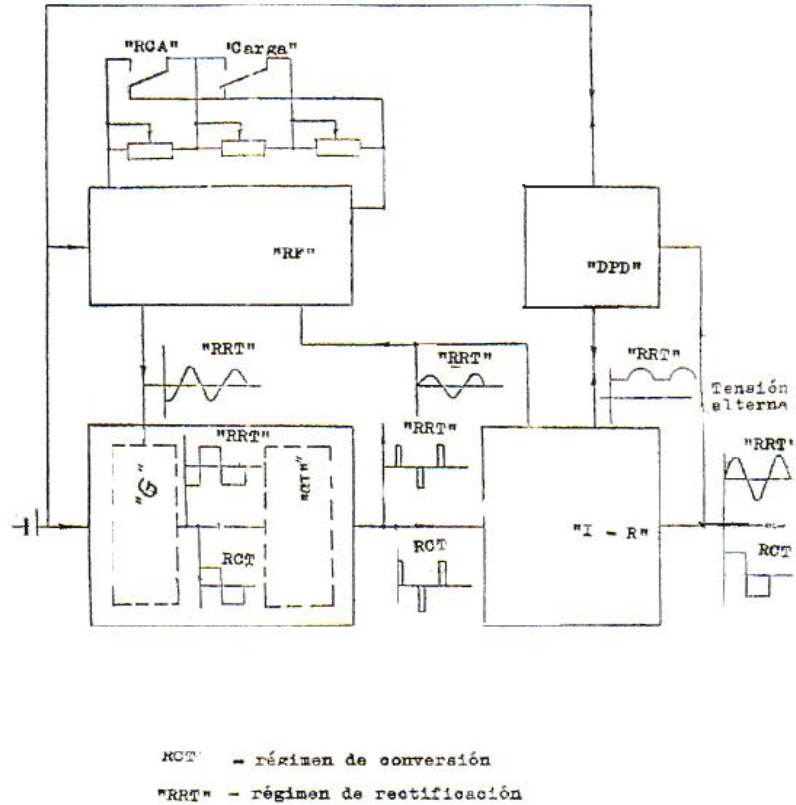 "RCA" "Carga"
"RF"
"DPD"
"RRT"
"RRT"
"RRT"
Tensión
alterna
"RRT"
"RRT"
"RRT"
"G"
"I - R"
RCT
RCT
RCT
RCT - régimen de conversión
"RRT" - régimen de rectificación